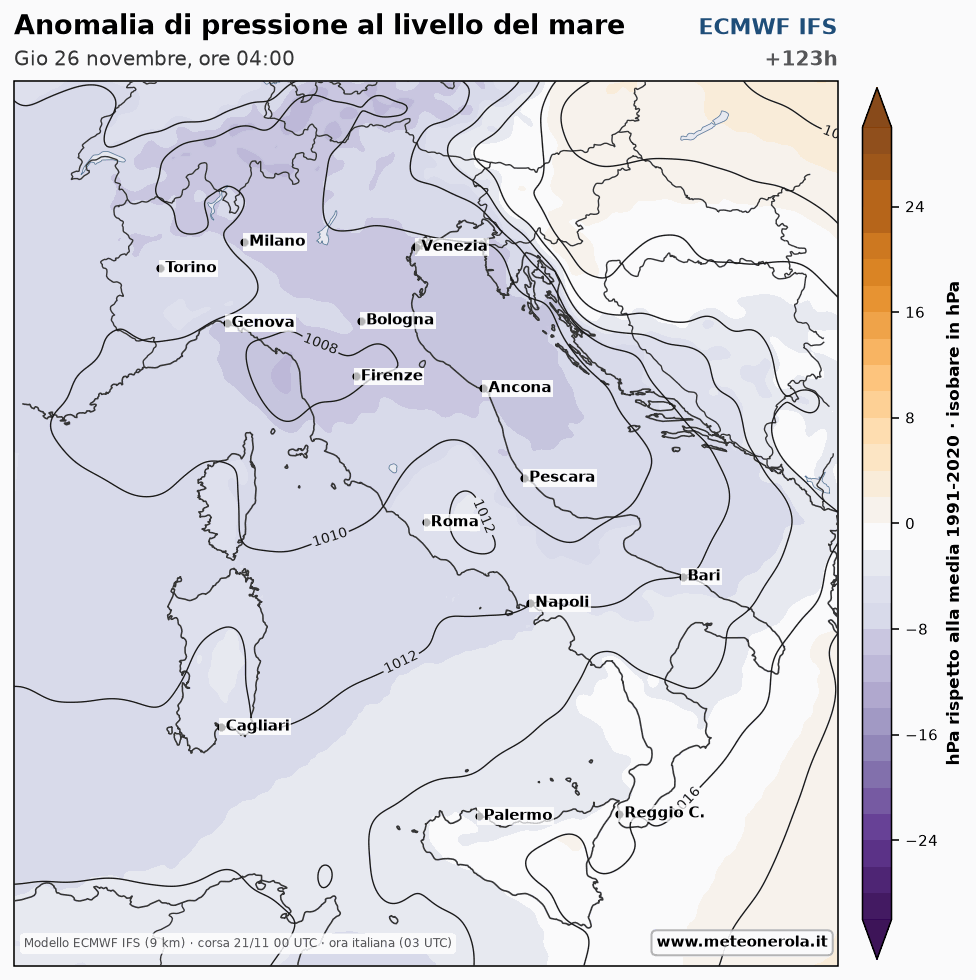 Anomalia di pressione al livello del mare
ECMWF IFS
Gio 26 novembre, ore 04:00
+123h
Milano
Venezia
Torino
Genova
Bologna
1008
Firenze
Ancona
Pescara
Roma
1012
1010
Bari
Napoli
1012
Cagliari
Palermo
Reggio C.
24
16
8
0
−8
−16
−24
hPa rispetto alla media 1991-2020 · isobare in hPa
Modello ECMWF IFS (9 km) · corsa 21/11 00 UTC · ora italiana (03 UTC)
www.meteonerola.it